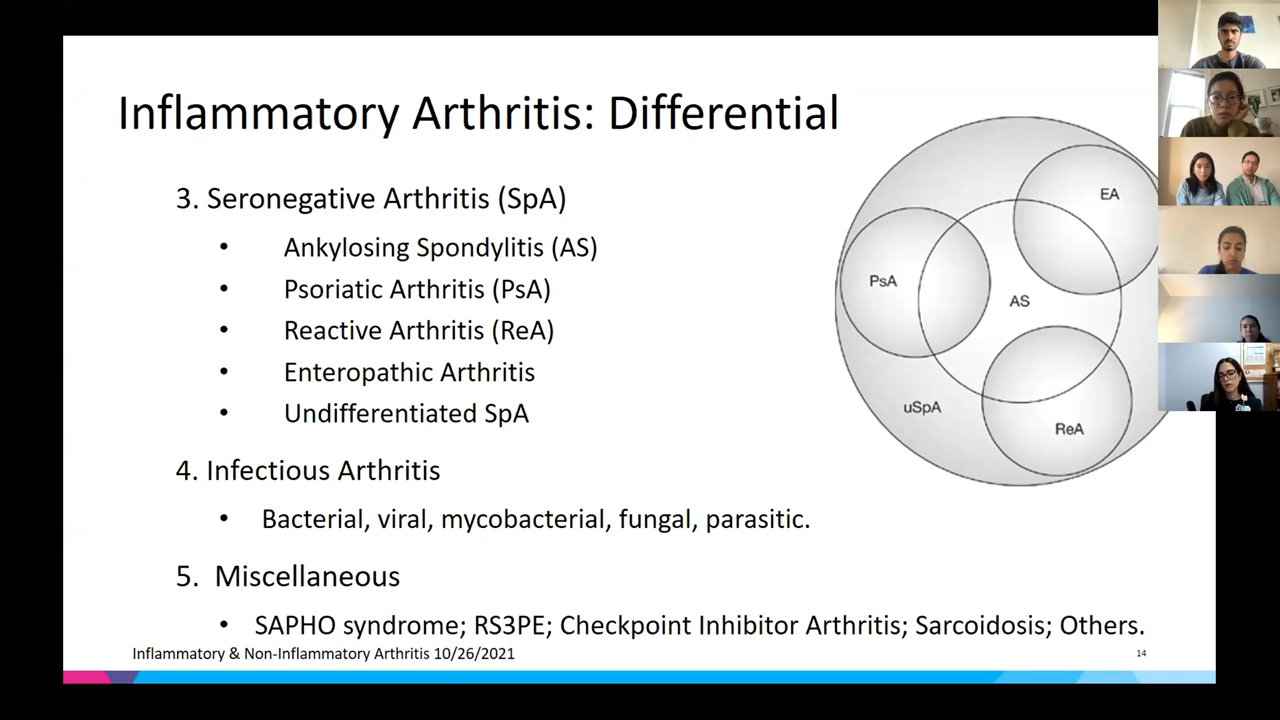 Inflammatory Arthritis: Differential
3. Seronegative Arthritis (SpA)
• Ankylosing Spondylitis (AS)
• Psoriatic Arthritis (PsA)
• Reactive Arthritis (ReA)
• Enteropathic Arthritis
• Undifferentiated SpA
4. Infectious Arthritis
• Bacterial, viral, mycobacterial, fungal, parasitic.
5. Miscellaneous
• SAPHO syndrome; RS3PE; Checkpoint Inhibitor Arthritis; Sarcoidosis; Others.
EA
PsA
AS
uSpA
ReA
Inflammatory & Non-Inflammatory Arthritis 10/26/2021
14